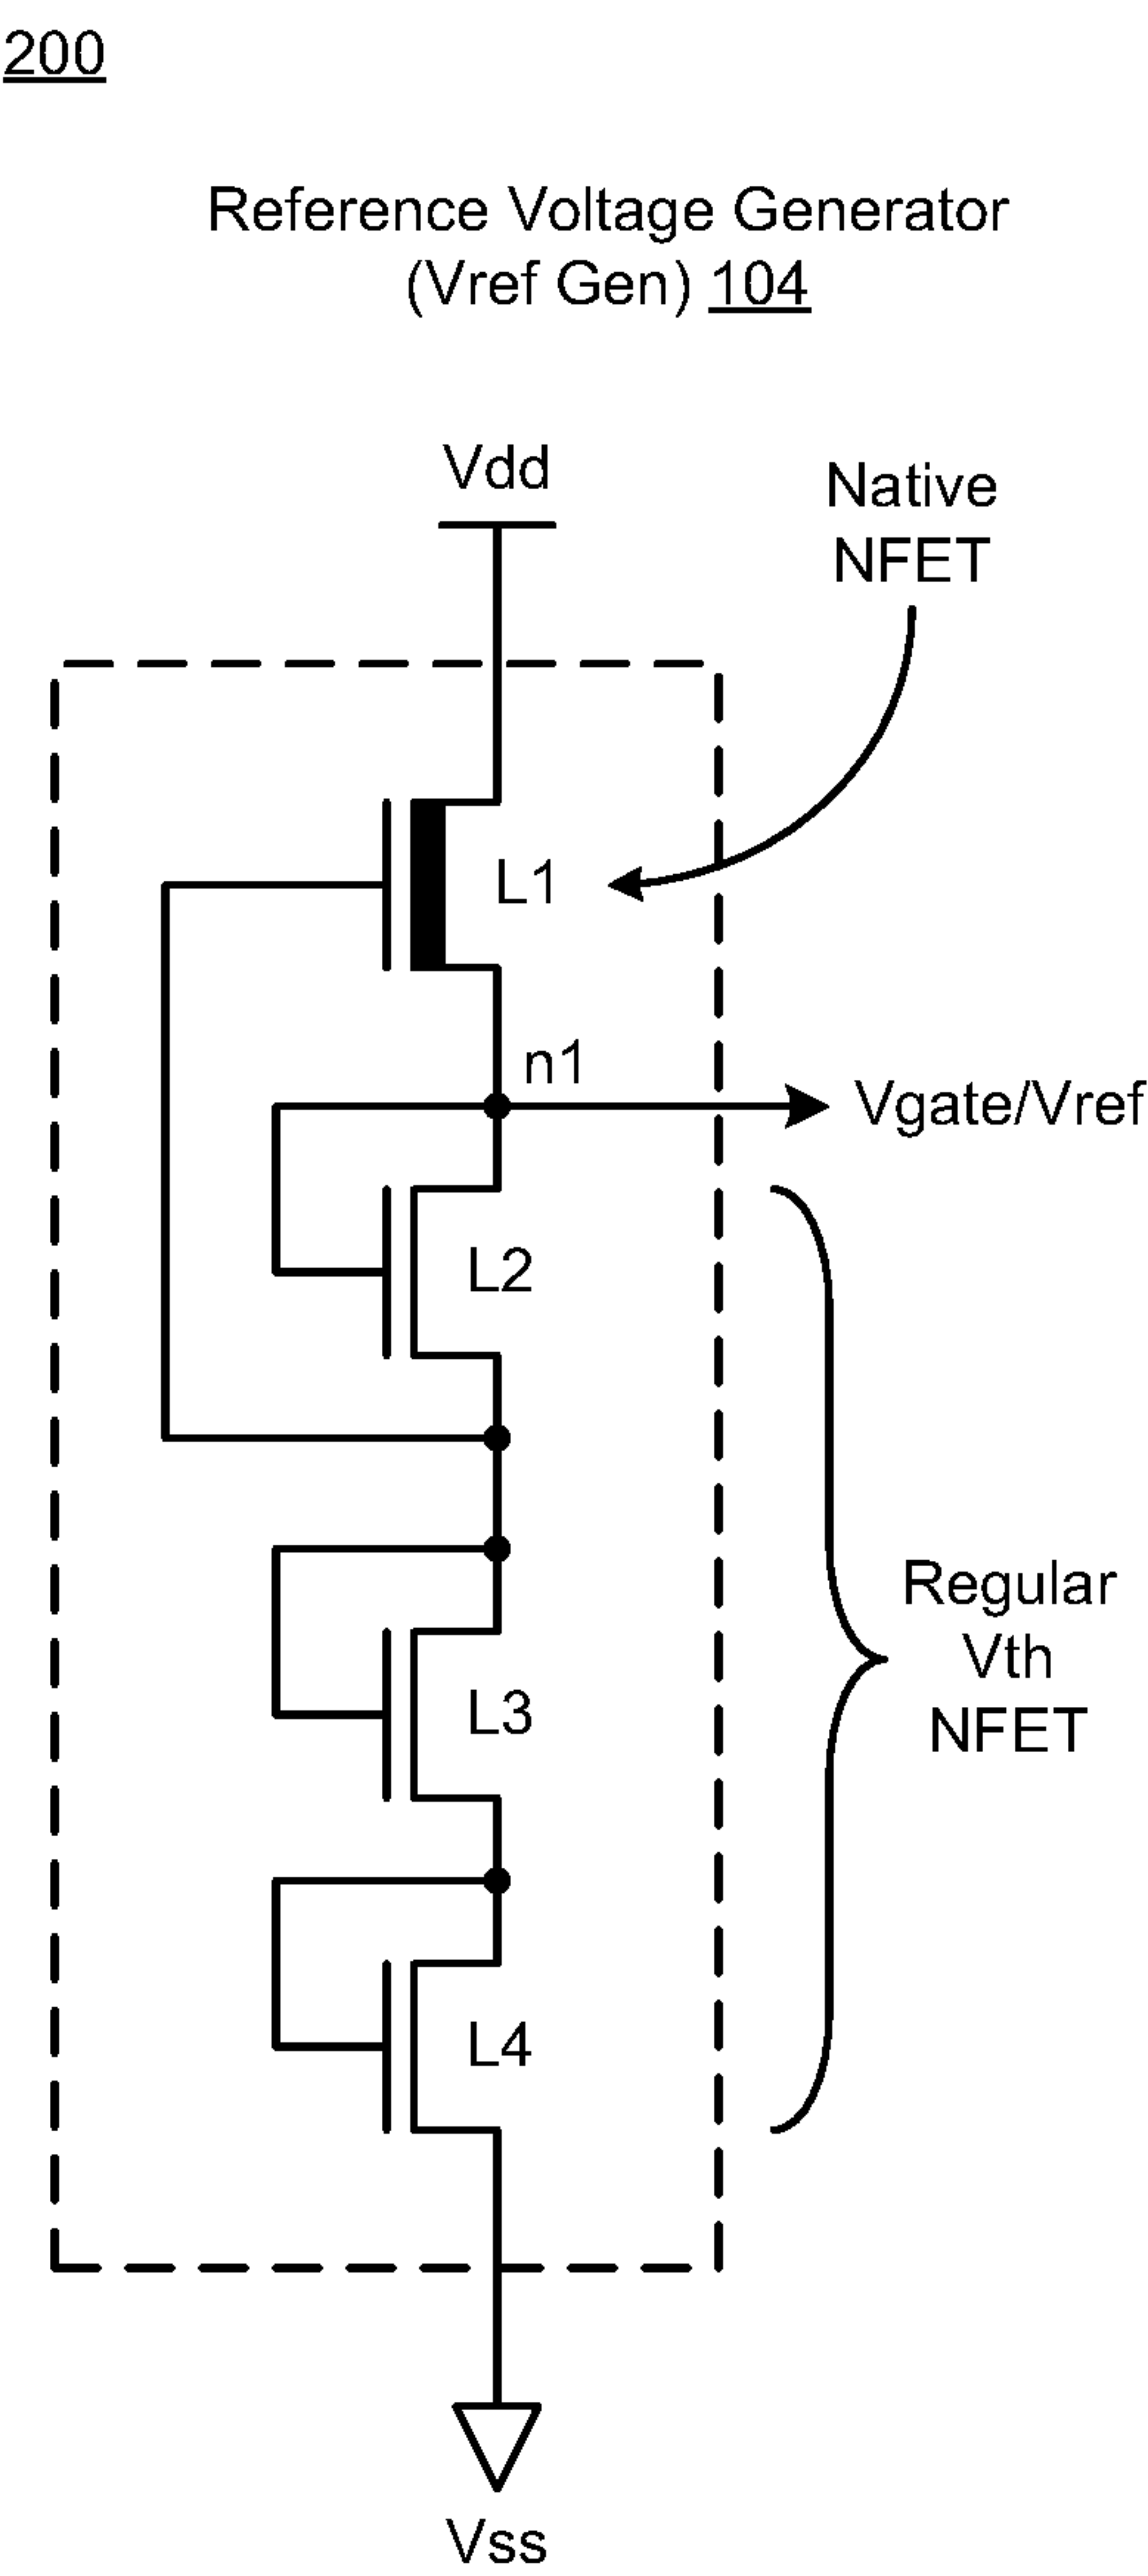 200
Reference Voltage Generator
(Vref Gen) 104
Vdd
Native
NFET
L1
n1
Vgate/Vref
L2
Regular
Vth
NFET
L3
L4
Vss